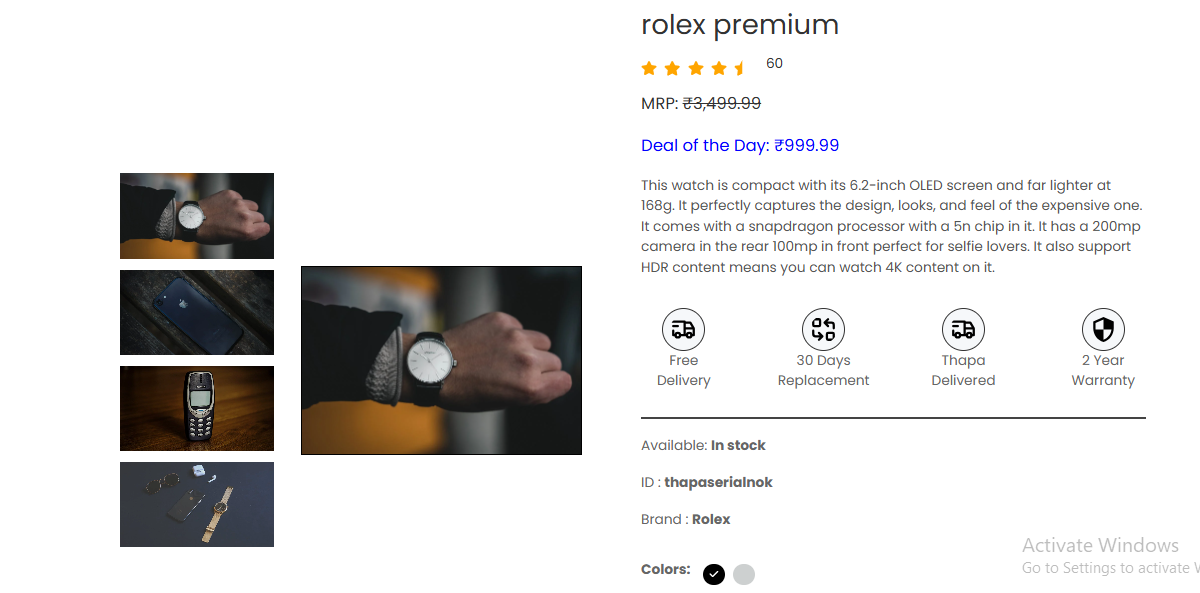 rolex premium
60
MRP: ₹3,499.99
Deal of the Day: ₹999.99
This watch is compact with its 6.2-inch OLED screen and far lighter at
168g. It perfectly captures the design, looks, and feel of the expensive one.
It comes with a snapdragon processor with a 5n chip in it. It has a 200mp
camera in the rear 100mp in front perfect for selfie lovers. It also support
HDR content means you can watch 4K content on it.
Free
Delivery
30 Days
Replacement
Thapa
Delivered
2 Year
Warranty
Available: In stock
ID : thapaserialnok
Brand : Rolex
Colors:
Activate Windows
Go to Settings to activate W